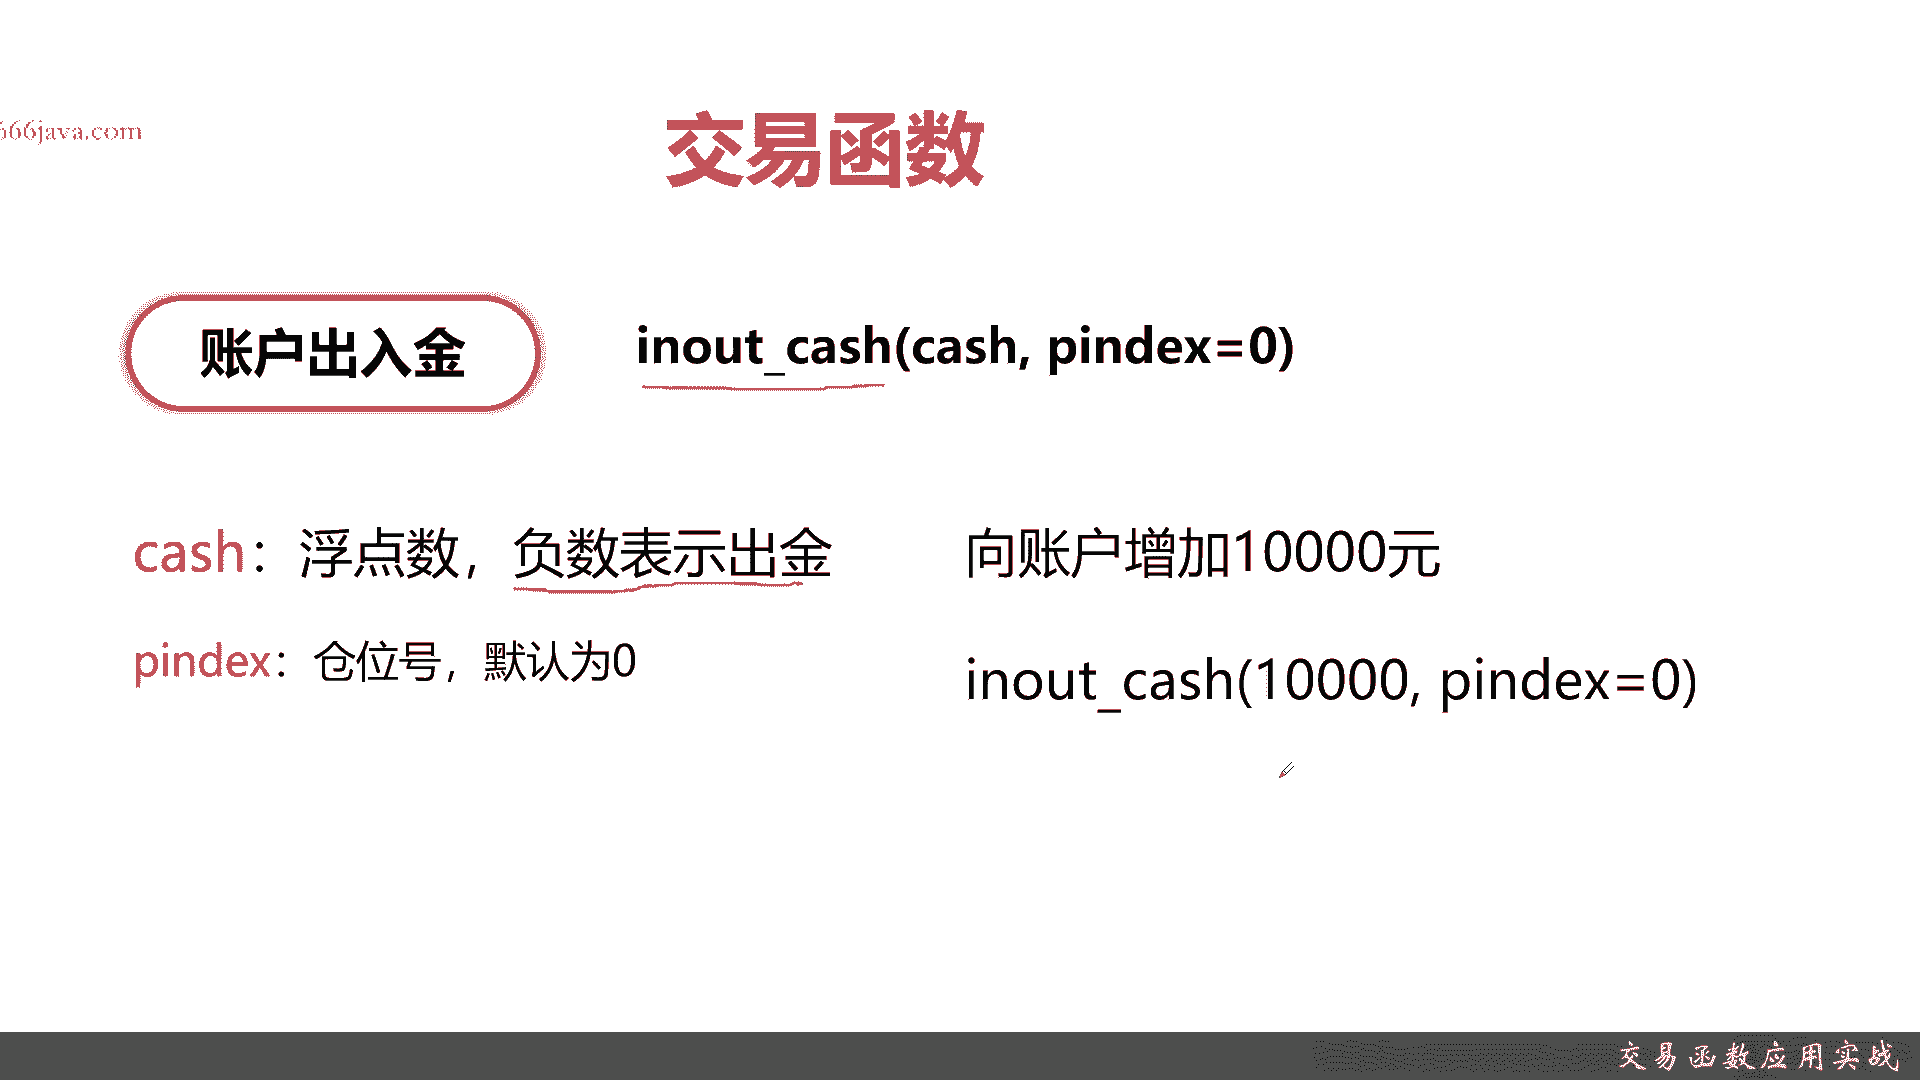 666java.com
交易函数
账户出入金
inout_cash(cash, pindex=0)
cash：浮点数，负数表示出金
pindex：仓位号，默认为0
向账户增加10000元
inout_cash(10000, pindex=0)
交易函数应用实战